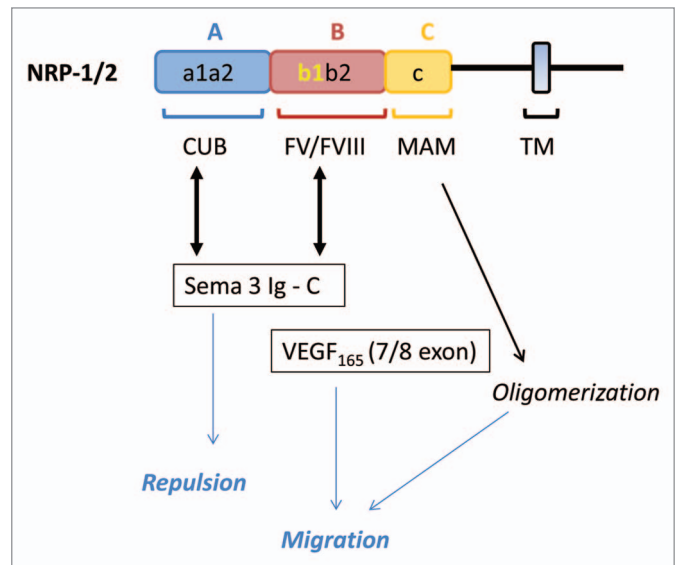 A B C
NRP-1/2 a1a2 b1b2 c
CUB FV/FVIII MAM TM
Sema 3 Ig - C
VEGF165 (7/8 exon)
Oligomerization
Repulsion
Migration